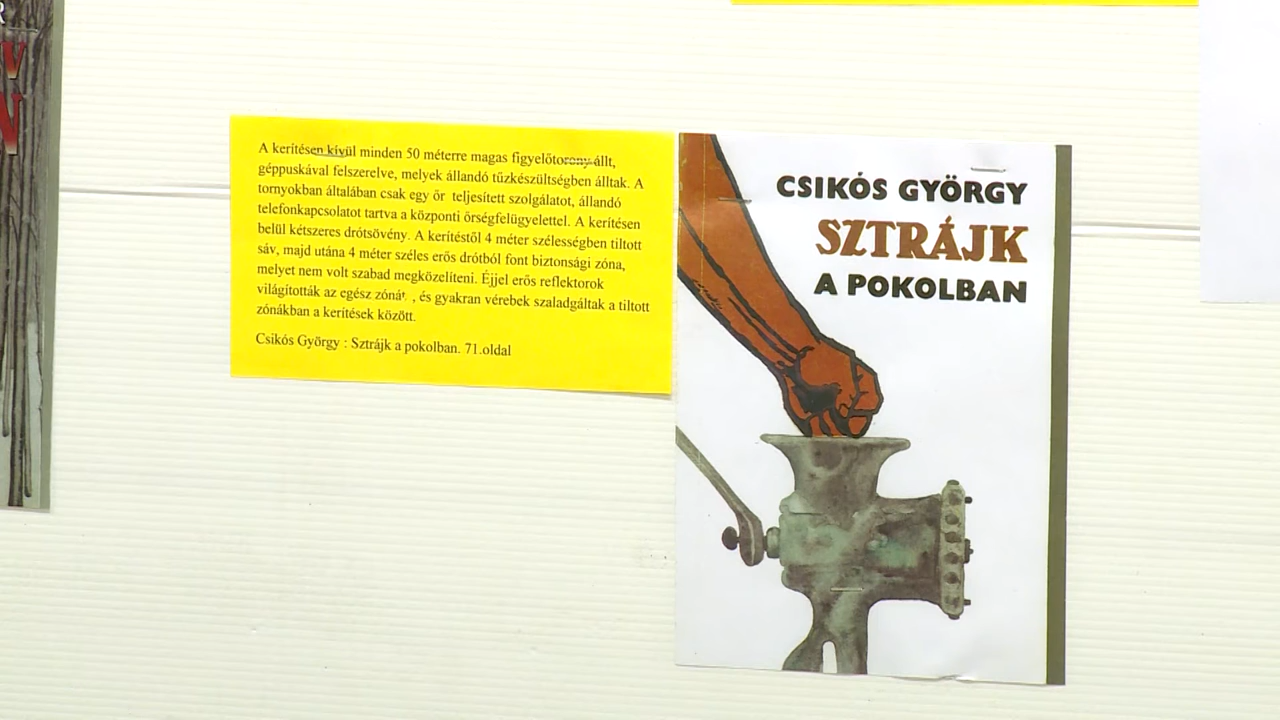 A kerítésen kívül minden 50 méterre magas figyelőtorony állt,
géppuskával felszerelve, melyek állandó tűzkészültségben álltak. A
tornyokban általában csak egy őr teljesített szolgálatot, állandó
telefonkapcsolatot tartva a központi őrségfelügyelettel. A kerítésen
belül kétszeres drótsövény. A kerítéstől 4 méter szélességben tiltott
sáv, majd utána 4 méter széles erős drótból font biztonsági zóna,
melyet nem volt szabad megközelíteni. Éjjel erős reflektorok
világították az egész zónát , és gyakran vérebek szaladgáltak a tiltott
zónákban a kerítések között.
Csikós György : Sztrájk a pokolban. 71.oldal
CSIKÓS GYÖRGY
SZTRÁJK
A POKOLBAN